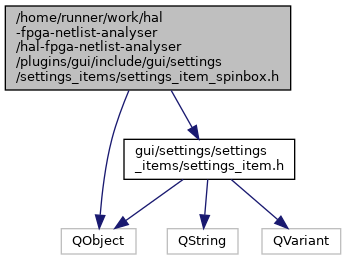 /home/runner/work/hal
-fpga-netlist-analyser
/hal-fpga-netlist-analyser
/plugins/gui/include/gui/settings
/settings_items/settings_item_spinbox.h
gui/settings/settings
_items/settings_item.h
QObject
QString
QVariant